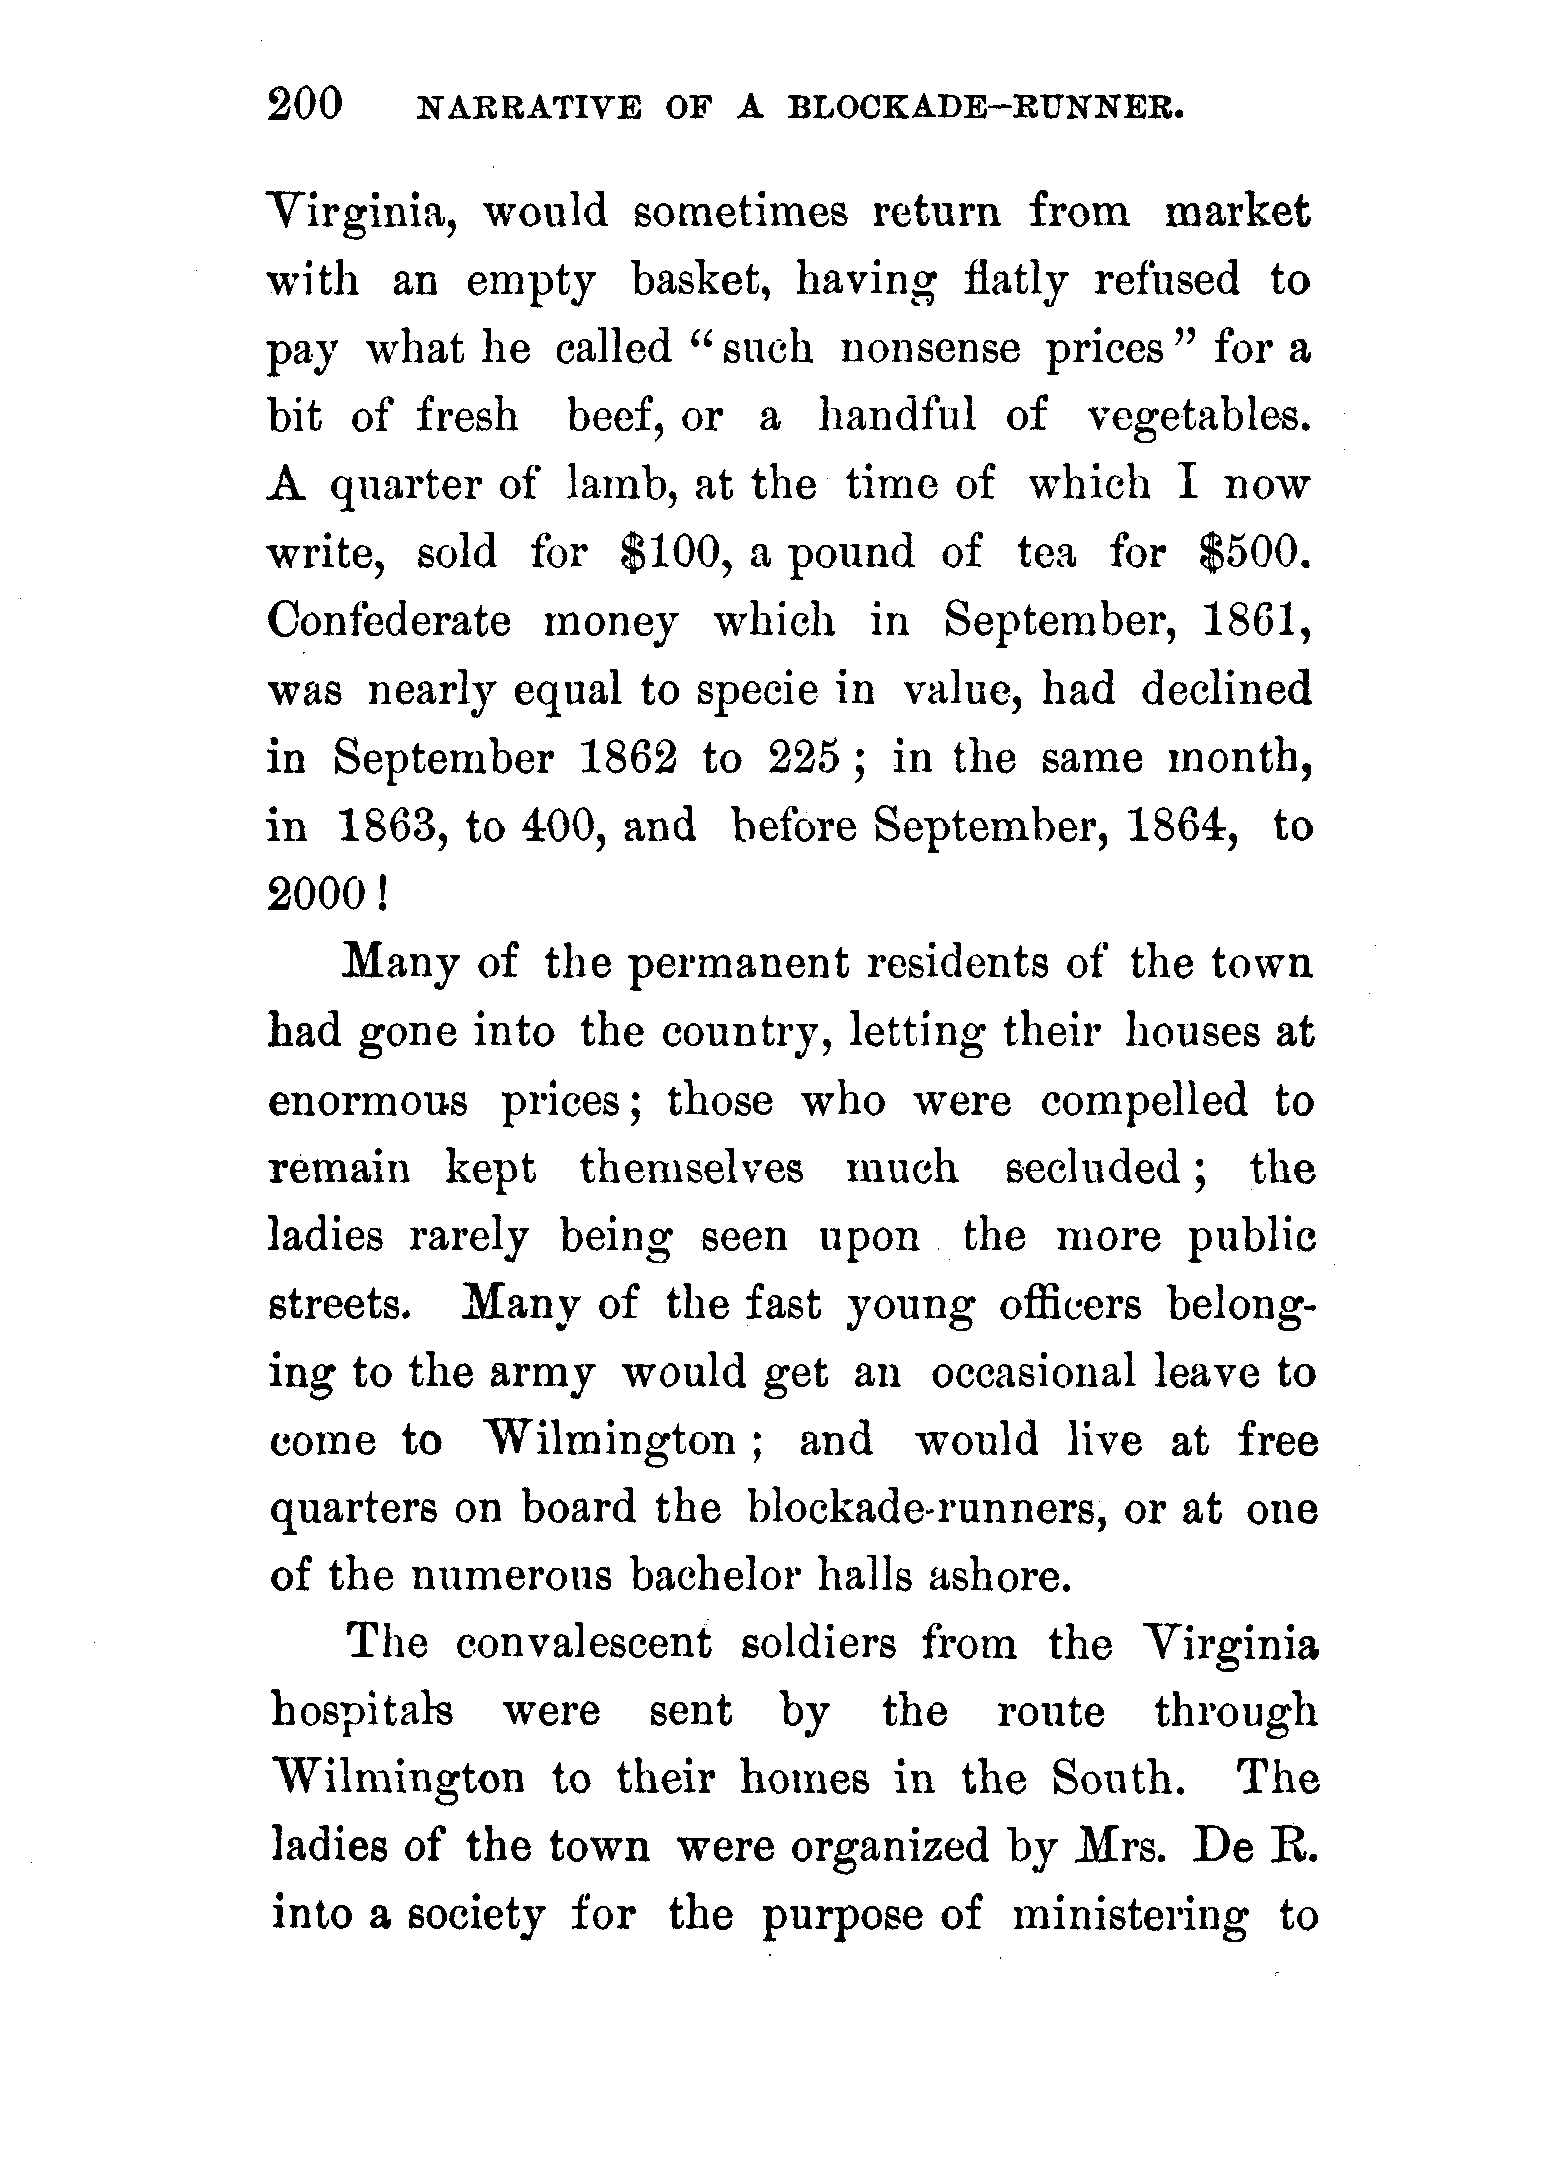 200 NARRATIVE OF A BLOCKADE-RUNNER.
Virginia, would sometimes return from market
with an empty basket, having flatly refused to
pay what he called “such nonsense prices” for a
bit of fresh beef, or a handful of vegetables.
A quarter of lamb, at the time of which I now
write, sold for $100, a pound of tea for $500.
Confederate money which in September, 1861,
was nearly equal to specie in value, had declined
in September 1862 to 225 ; in the same month,
in 1863, to 400, and before September, 1864, to
2000 !
Many of the permanent residents of the town
had gone into the country, letting their houses at
enormous prices ; those who were compelled to
remain kept themselves much secluded ; the
ladies rarely being seen upon the more public
streets. Many of the fast young officers belong-
ing to the army would get an occasional leave to
come to Wilmington ; and would live at free
quarters on board the blockade-runners, or at one
of the numerous bachelor halls ashore.
The convalescent soldiers from the Virginia
hospitals were sent by the route through
Wilmington to their homes in the South. The
ladies of the town were organized by Mrs. De R.
into a society for the purpose of ministering to